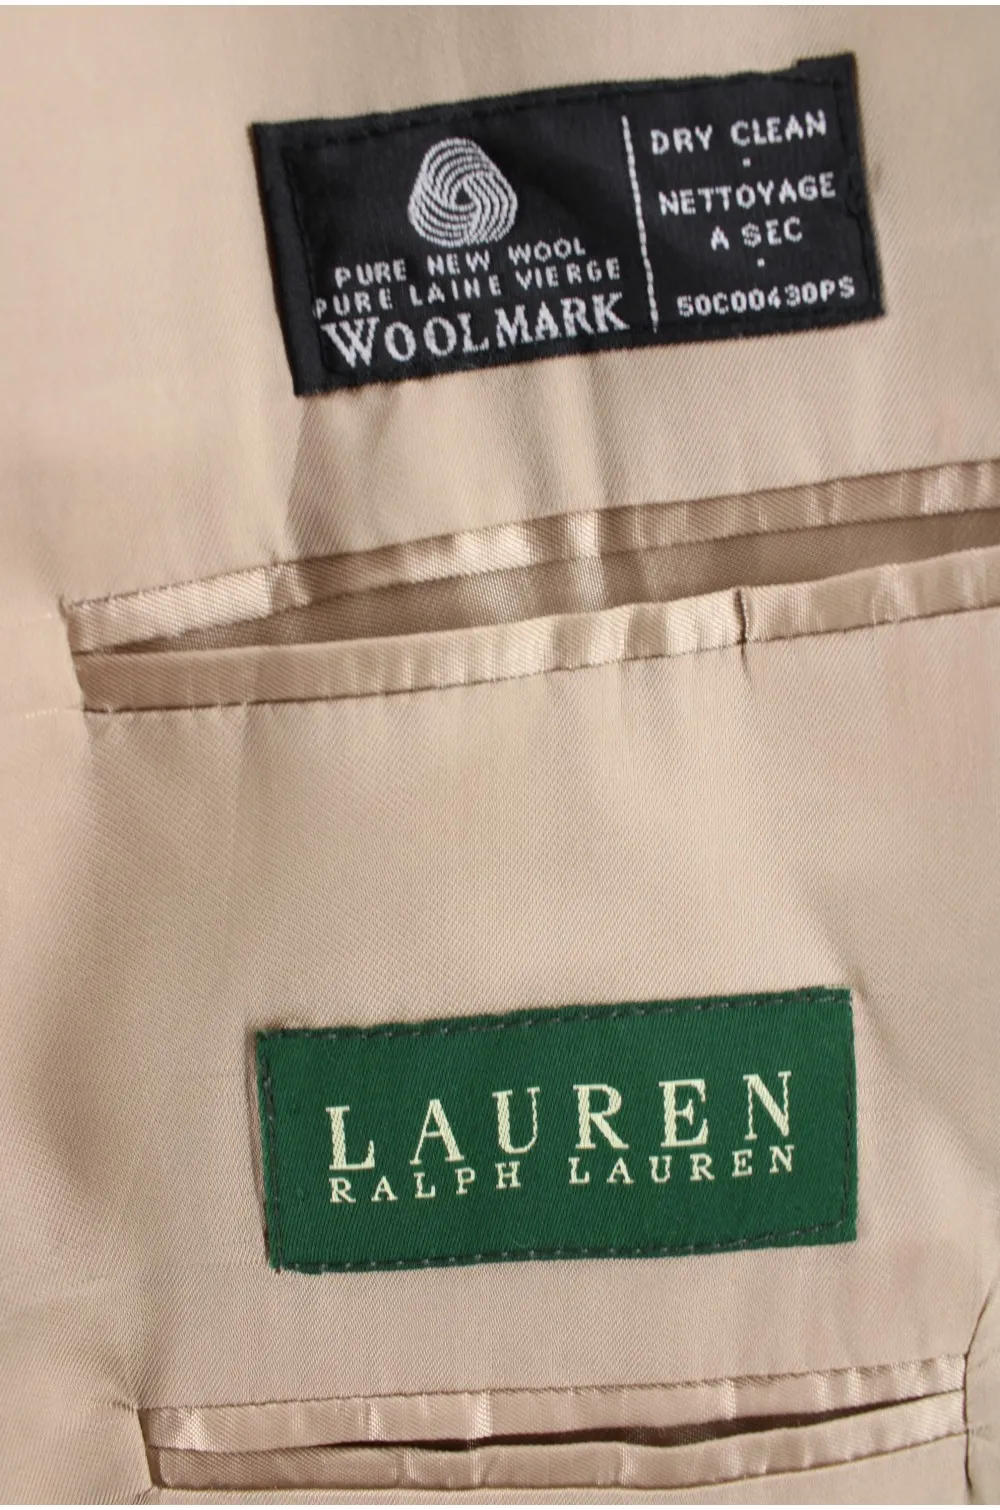 PURE NEW WOOL
PURE LAINE VIERGE
WOOLMARK
DRY CLEAN
·
NETTOYAGE
A SEC
·
50C00430PS
LAUREN
RALPH LAUREN